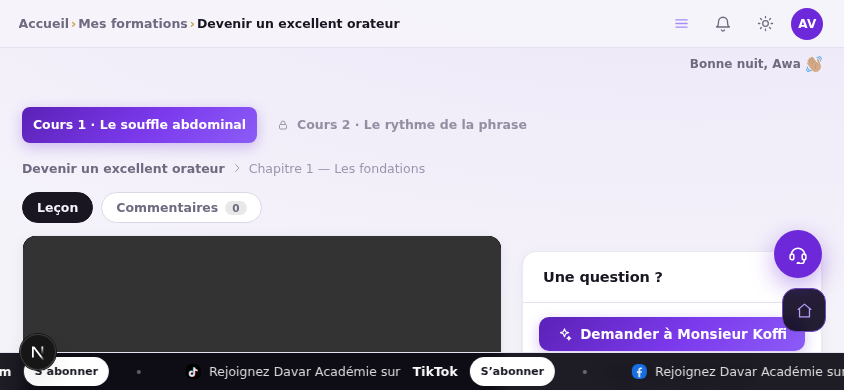 Accueil › Mes formations › Devenir un excellent orateur
AV
Bonne nuit, Awa 👋🏽
Cours 1 · Le souffle abdominal
Cours 2 · Le rythme de la phrase
Devenir un excellent orateur > Chapitre 1 — Les fondations
Leçon
Commentaires 0
Une question ?
Demander à Monsieur Koffi
N
S'abonner • Rejoignez Davar Académie sur TikTok S'abonner • Rejoignez Davar Académie